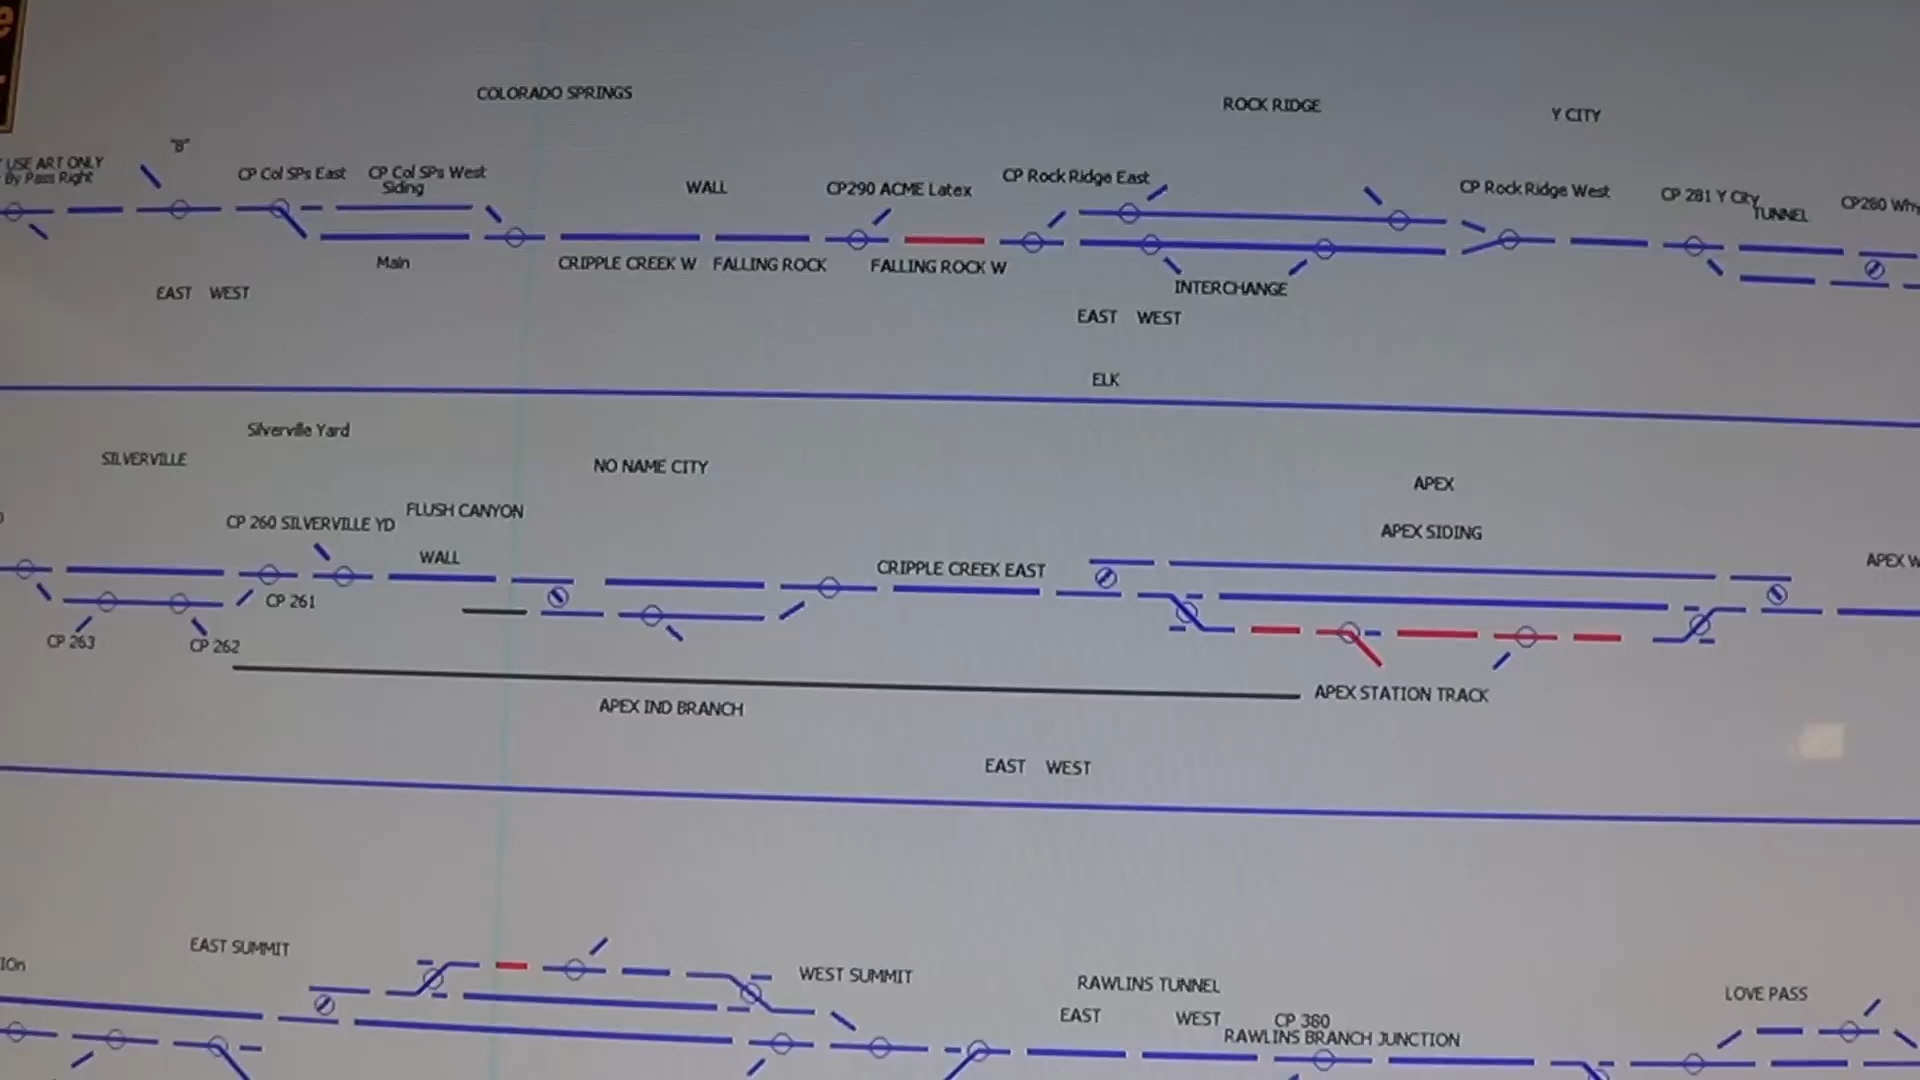 COLORADO SPRINGS
ROCK RIDGE
Y CITY
"B"
USE ART ONLY
By Pass Right
CP Col SPs East
CP Col SPs West
Siding
WALL
CP290 ACME Latex
CP Rock Ridge East
CP Rock Ridge West
CP 281 Y City
TUNNEL
CP280
Main
CRIPPLE CREEK W
FALLING ROCK
FALLING ROCK W
INTERCHANGE
EAST WEST
EAST WEST
ELK
Silverville Yard
SILVERVILLE
NO NAME CITY
APEX
FLUSH CANYON
CP 260 SILVERVILLE YD
APEX SIDING
WALL
CRIPPLE CREEK EAST
APEX W
CP 261
CP 263
CP 262
APEX STATION TRACK
APEX IND BRANCH
EAST WEST
EAST SUMMIT
WEST SUMMIT
RAWLINS TUNNEL
LOVE PASS
EAST WEST
CP 360
RAWLINS BRANCH JUNCTION